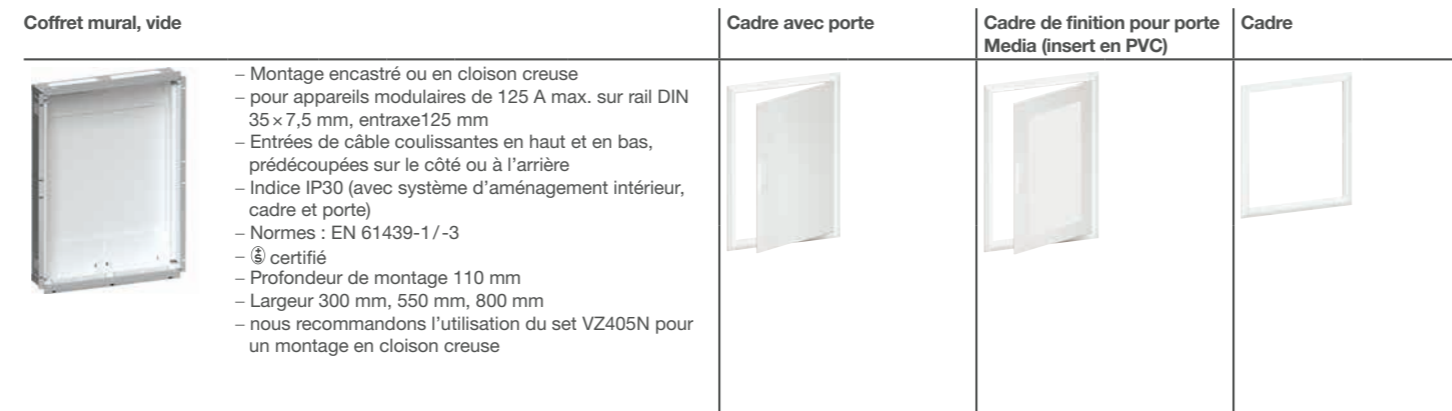 Coffret mural, vide
Cadre avec porte
Cadre de finition pour porte
Media (insert en PVC)
Cadre
– Montage encastré ou en cloison creuse
– pour appareils modulaires de 125 A max. sur rail DIN
35 × 7,5 mm, entraxe125 mm
– Entrées de câble coulissantes en haut et en bas,
prédécoupées sur le côté ou à l’arrière
– Indice IP30 (avec système d’aménagement intérieur,
cadre et porte)
– Normes : EN 61439-1 / -3
– certifié
– Profondeur de montage 110 mm
– Largeur 300 mm, 550 mm, 800 mm
– nous recommandons l’utilisation du set VZ405N pour
un montage en cloison creuse